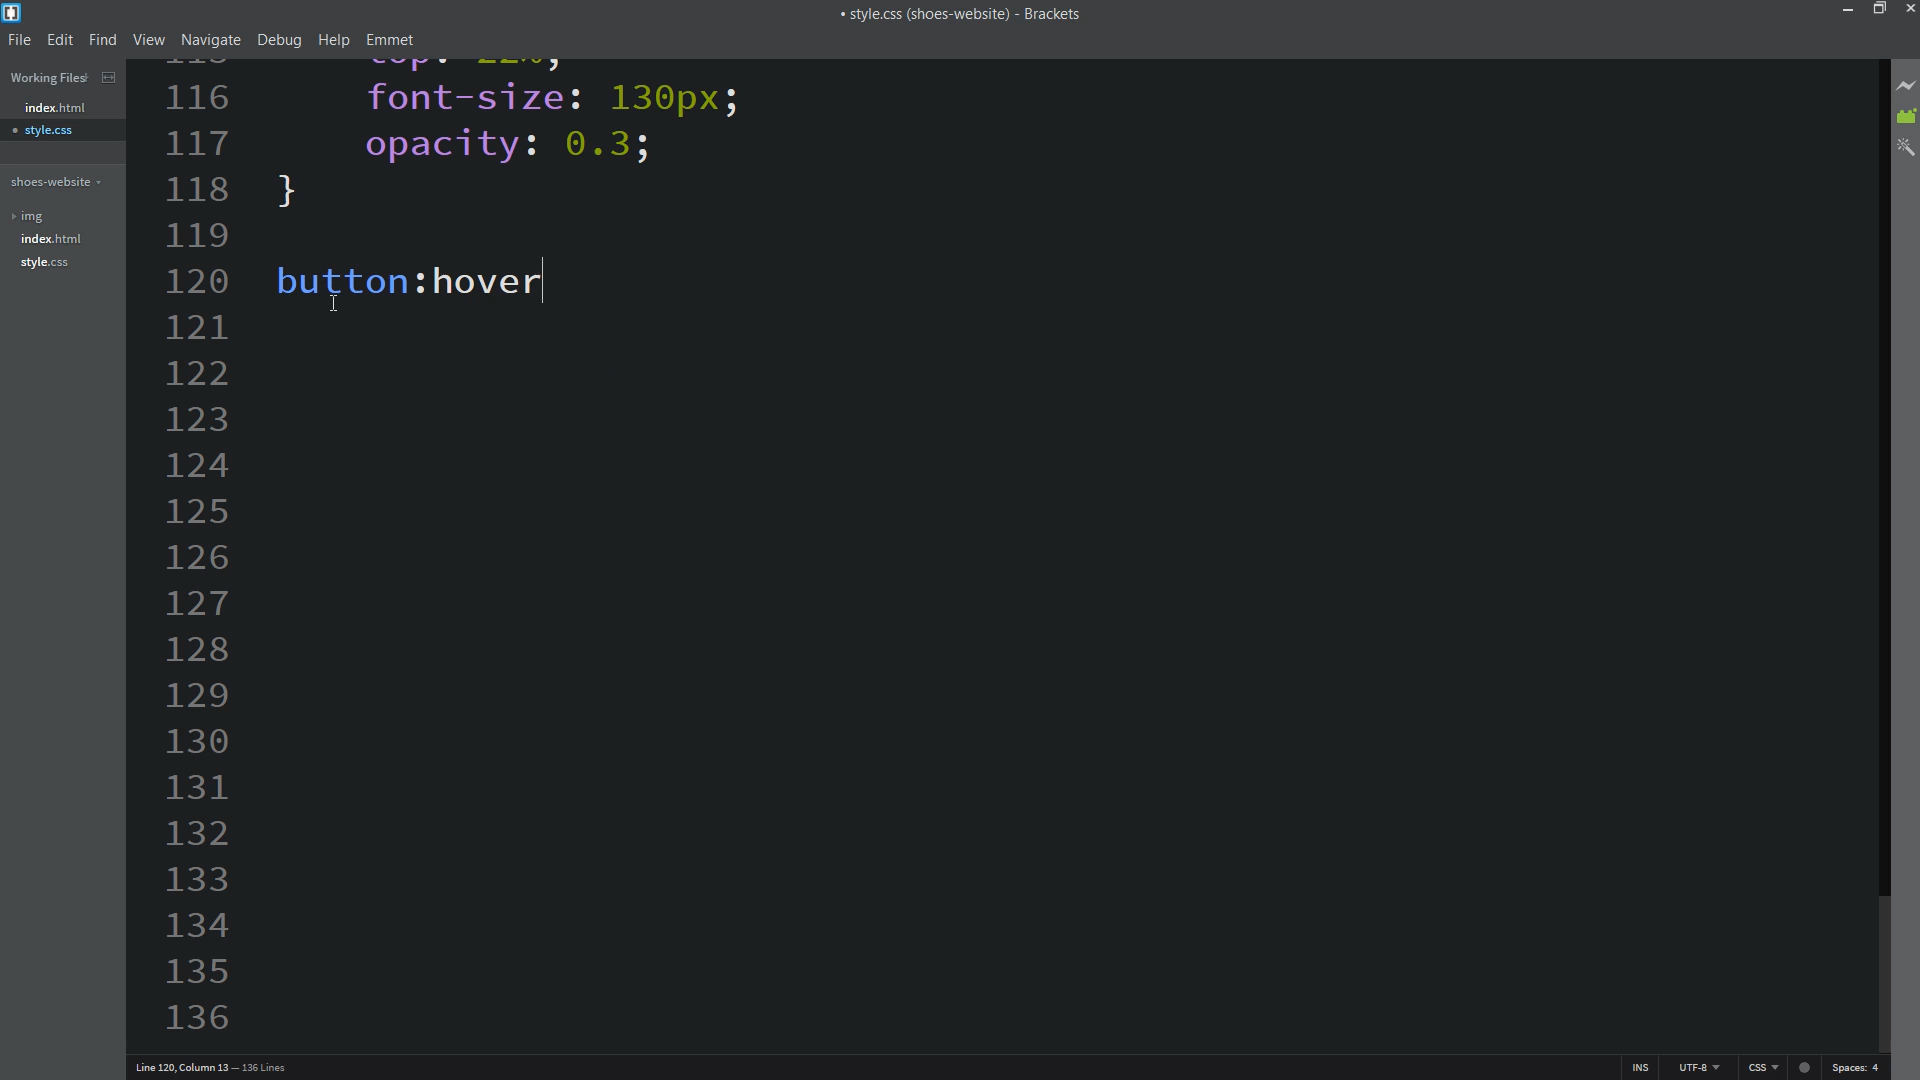 • style.css (shoes-website) - Brackets
File Edit Find View Navigate Debug Help Emmet
Working Files
index.html
• style.css
shoes-website
img
index.html
style.css
115 top: 22%;
116 font-size: 130px;
117 opacity: 0.3;
118 }
119
120 button:hover
121
122
123
124
125
126
127
128
129
130
131
132
133
134
135
136
Line 120, Column 13 — 136 Lines
INS UTF-8 CSS Spaces: 4